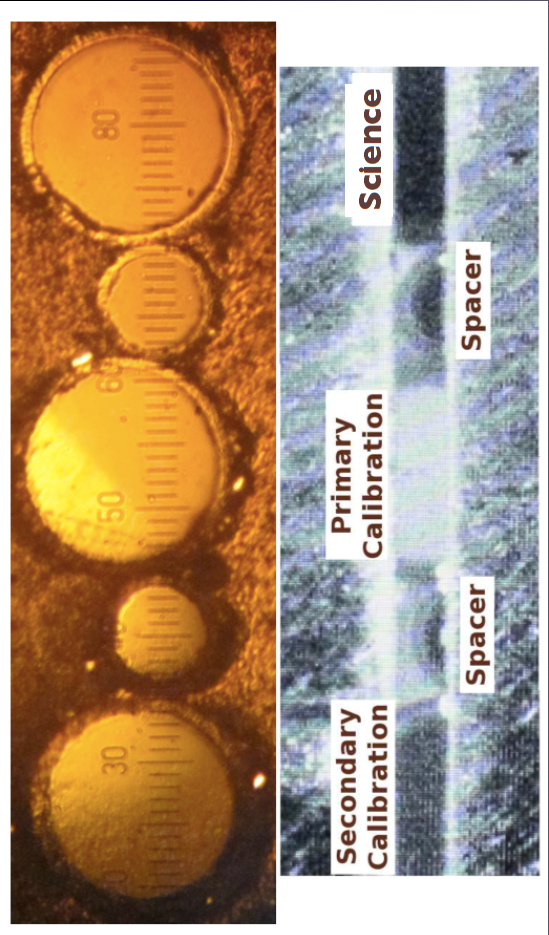 80
60
50
30
Science
Spacer
Primary
Calibration
Spacer
Secondary
Calibration